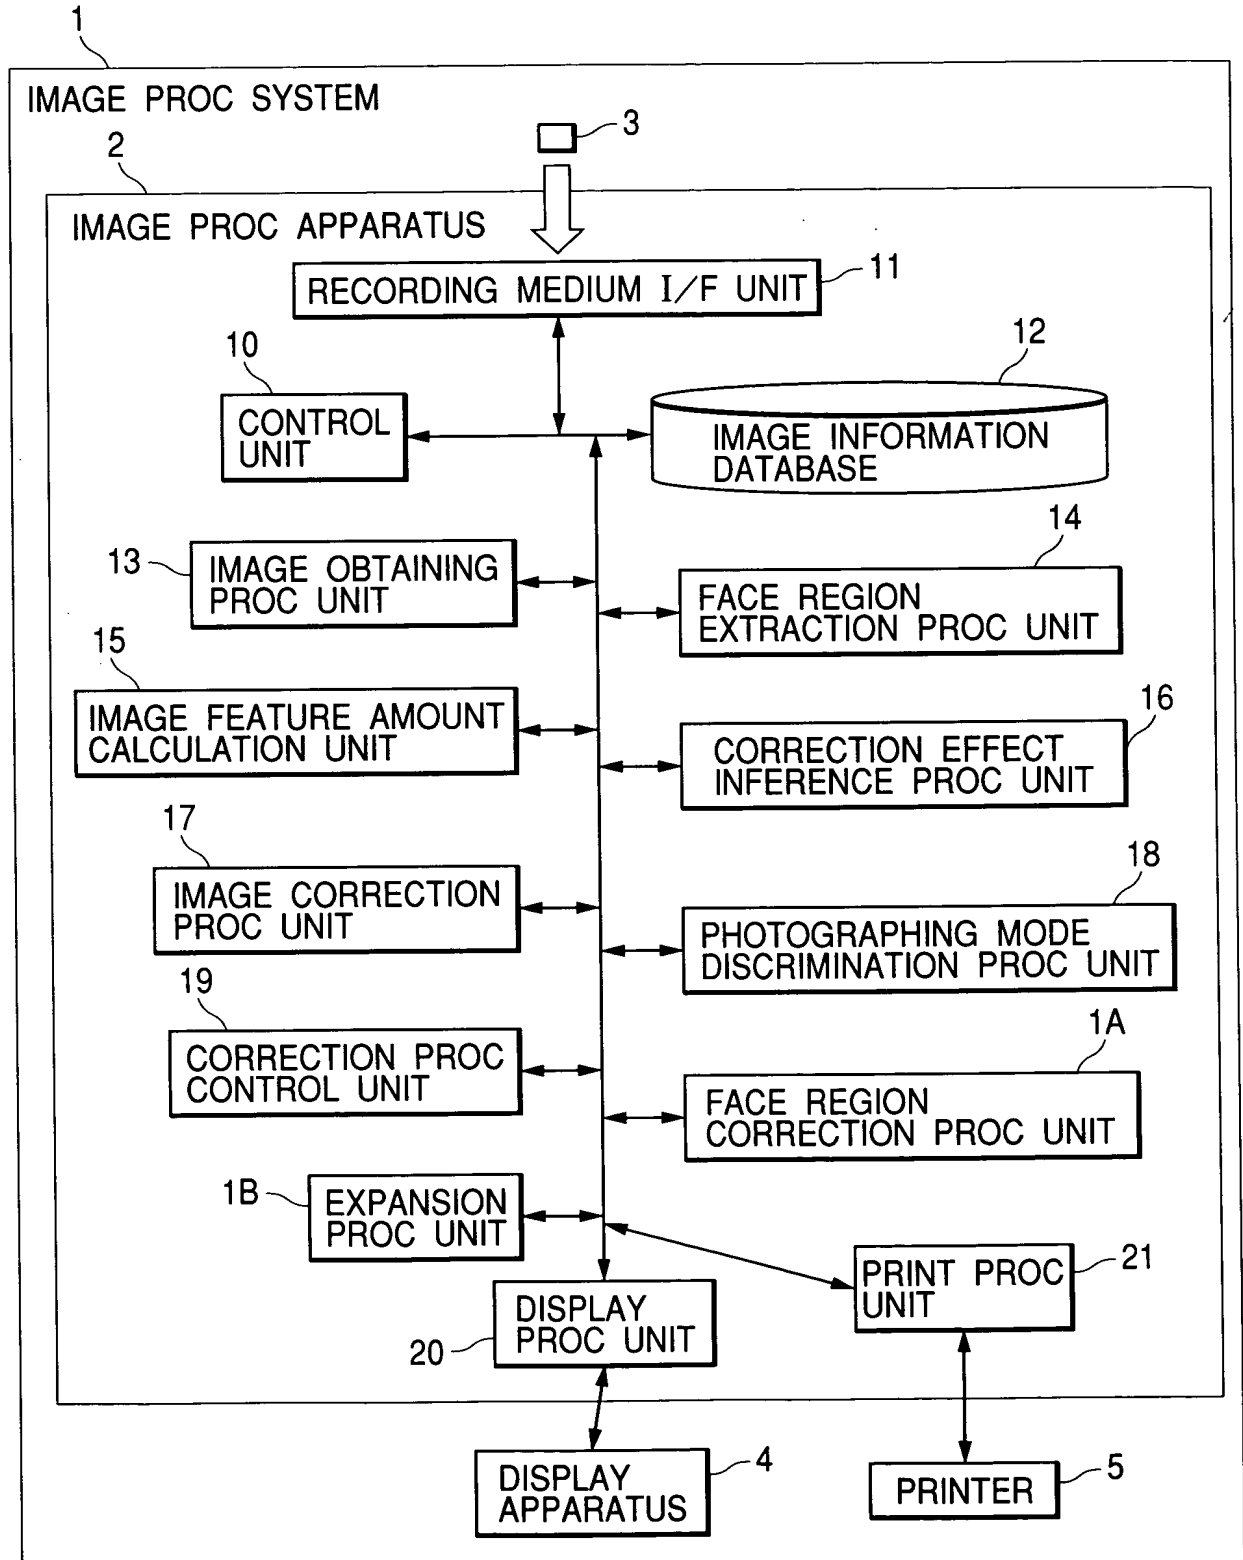 1
IMAGE PROC SYSTEM
3
2
IMAGE PROC APPARATUS
11
RECORDING MEDIUM I/F UNIT
10
12
CONTROL
UNIT
IMAGE INFORMATION
DATABASE
14
13
IMAGE OBTAINING
PROC UNIT
FACE REGION
EXTRACTION PROC UNIT
15
16
IMAGE FEATURE AMOUNT
CALCULATION UNIT
CORRECTION EFFECT
INFERENCE PROC UNIT
17
18
IMAGE CORRECTION
PROC UNIT
PHOTOGRAPHING MODE
DISCRIMINATION PROC UNIT
19
1A
CORRECTION PROC
CONTROL UNIT
FACE REGION
CORRECTION PROC UNIT
1B
EXPANSION
PROC UNIT
21
PRINT PROC
UNIT
DISPLAY
PROC UNIT
20
4
DISPLAY
APPARATUS
5
PRINTER